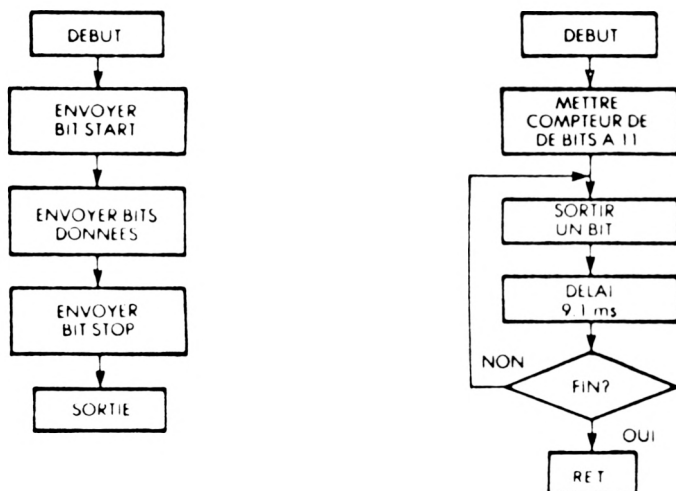 DEBUT
ENVOYER
BIT START
ENVOYER BITS
DONNEES
ENVOYER
BIT STOP
SORTIE
DEBUT
METTRE
COMPTEUR DE
DE BITS A 11
SORTIR
UN BIT
DELAI
9.1 ms
NON
FIN?
OUI
RET